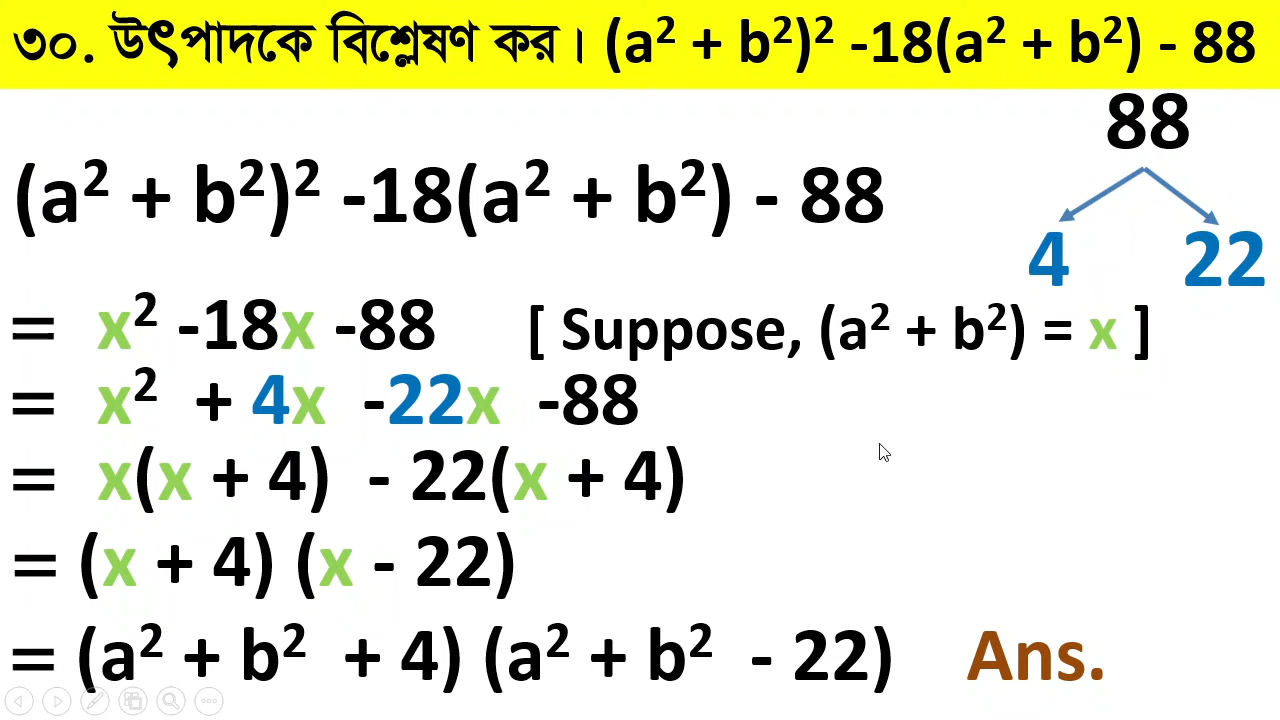 ৩০. উৎপাদকে বিশ্লেষণ কর। (a² + b²)² -18(a² + b²) - 88
88
4 22
(a² + b²)² -18(a² + b²) - 88
= x² -18x -88 [ Suppose, (a² + b²) = x ]
= x² + 4x -22x -88
= x(x + 4) - 22(x + 4)
= (x + 4) (x - 22)
= (a² + b² + 4) (a² + b² - 22) Ans.